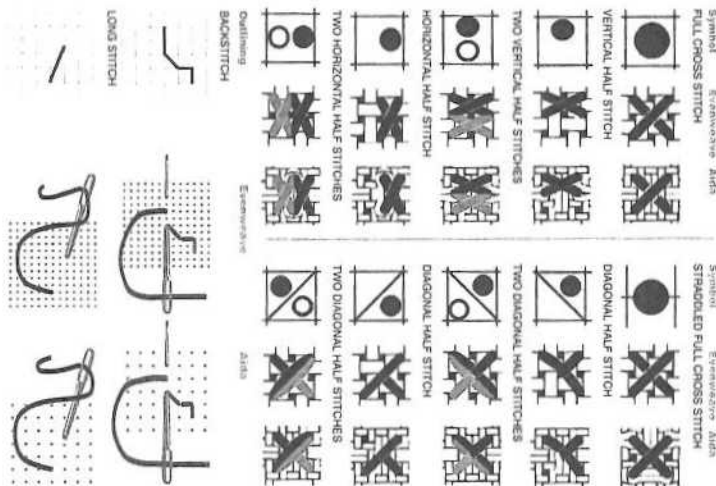 Symbol Evenweave Aida
FULL CROSS STITCH
VERTICAL HALF STITCH
TWO VERTICAL HALF STITCH
HORIZONTAL HALF STITCH
TWO HORIZONTAL HALF STITCHES
Symbol Evenweave Aida
STRADDLED FULL CROSS STITCH
DIAGONAL HALF STITCH
TWO DIAGONAL HALF STITCH
DIAGONAL HALF STITCH
TWO DIAGONAL HALF STITCHES
Outlining Evenweave Aida
BACKSTITCH
LONG STITCH